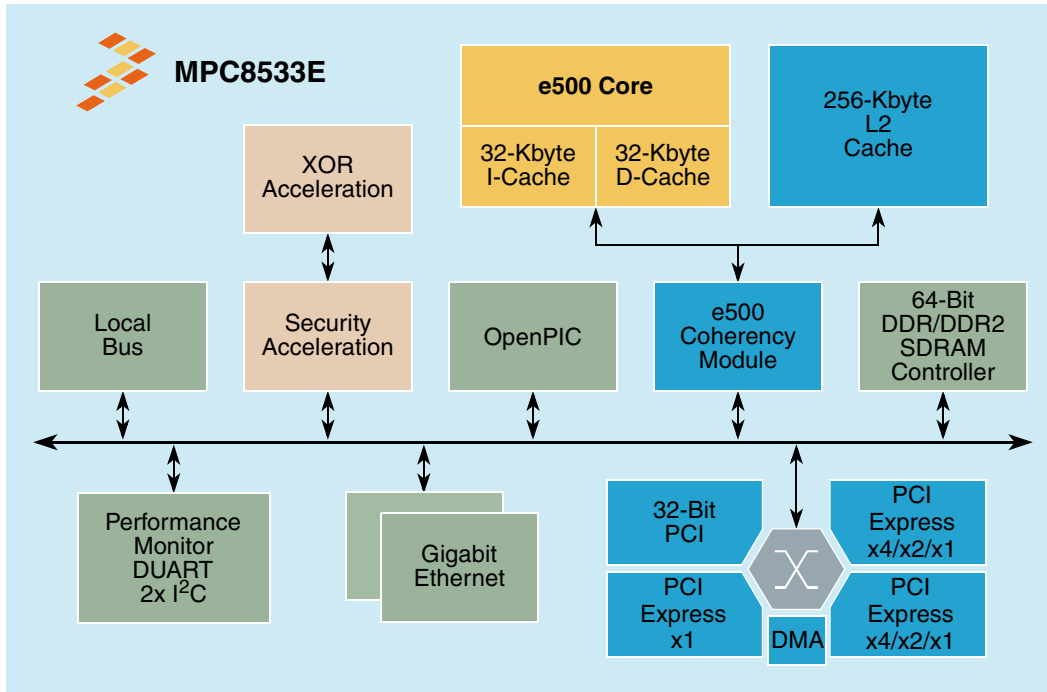 MPC8533E
e500 Core
32-Kbyte
I-Cache
32-Kbyte
D-Cache
256-Kbyte
L2
Cache
XOR
Acceleration
Local
Bus
Security
Acceleration
OpenPIC
e500
Coherency
Module
64-Bit
DDR/DDR2
SDRAM
Controller
Performance
Monitor
DUART
2x I²C
Gigabit
Ethernet
32-Bit
PCI
PCI
Express
x4/x2/x1
PCI
Express
x1
DMA
PCI
Express
x4/x2/x1